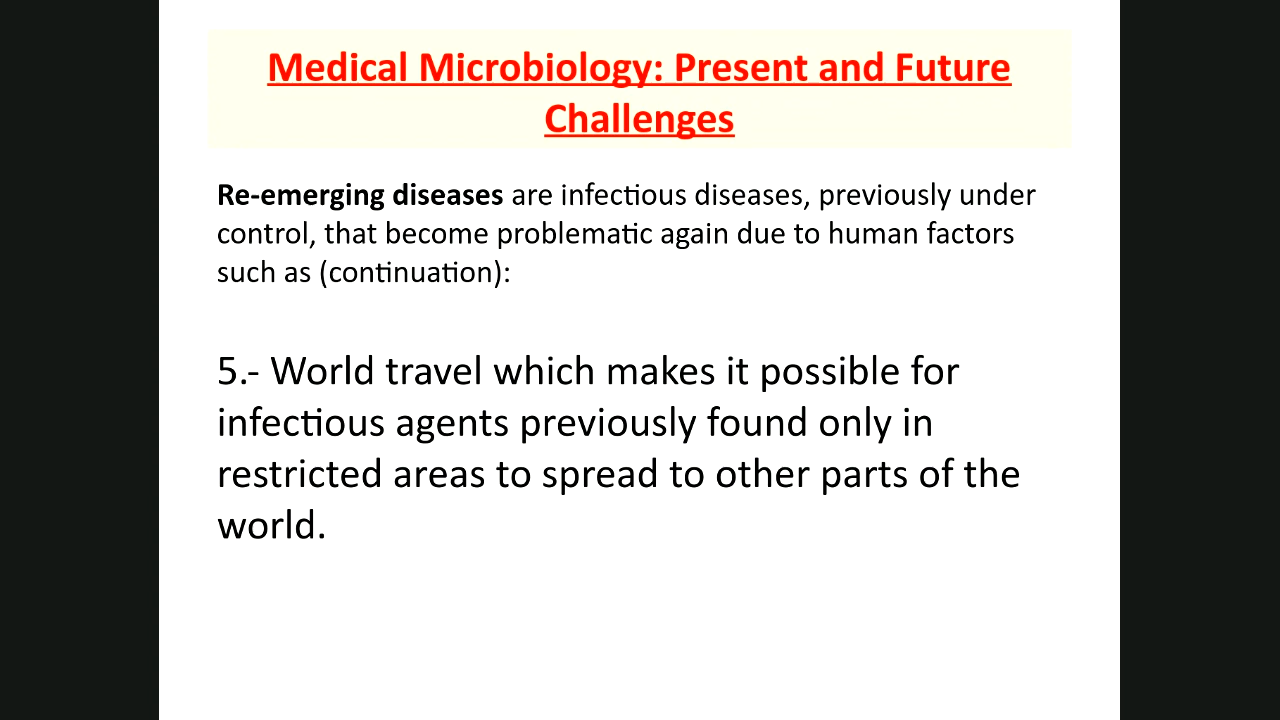 Medical Microbiology: Present and Future
Challenges
Re-emerging diseases are infectious diseases, previously under
control, that become problematic again due to human factors
such as (continuation):
5.- World travel which makes it possible for
infectious agents previously found only in
restricted areas to spread to other parts of the
world.